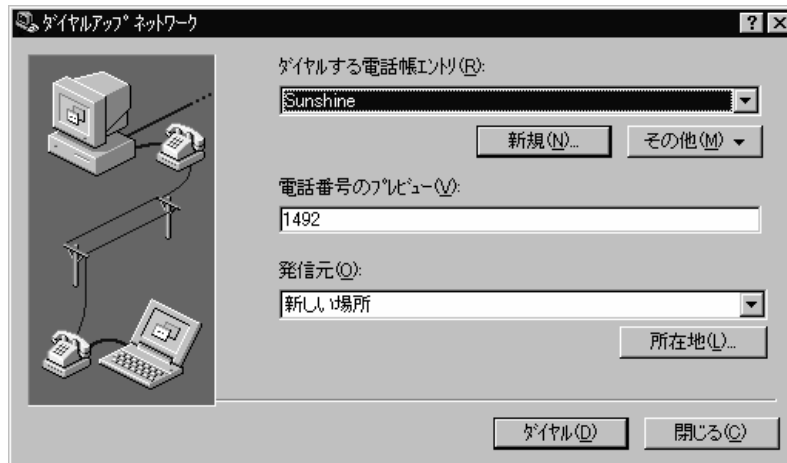 ﾀﾞｲﾔﾙｱｯﾌﾟ ﾈｯﾄﾜｰｸ
ﾀﾞｲﾔﾙする電話帳ｴﾝﾄﾘ(R):
Sunshine
新規(N)... その他(M)
電話番号のﾌﾟﾚﾋﾞｭｰ(V):
1492
発信元(O):
新しい場所
所在地(L)...
ﾀﾞｲﾔﾙ(D) 閉じる(C)